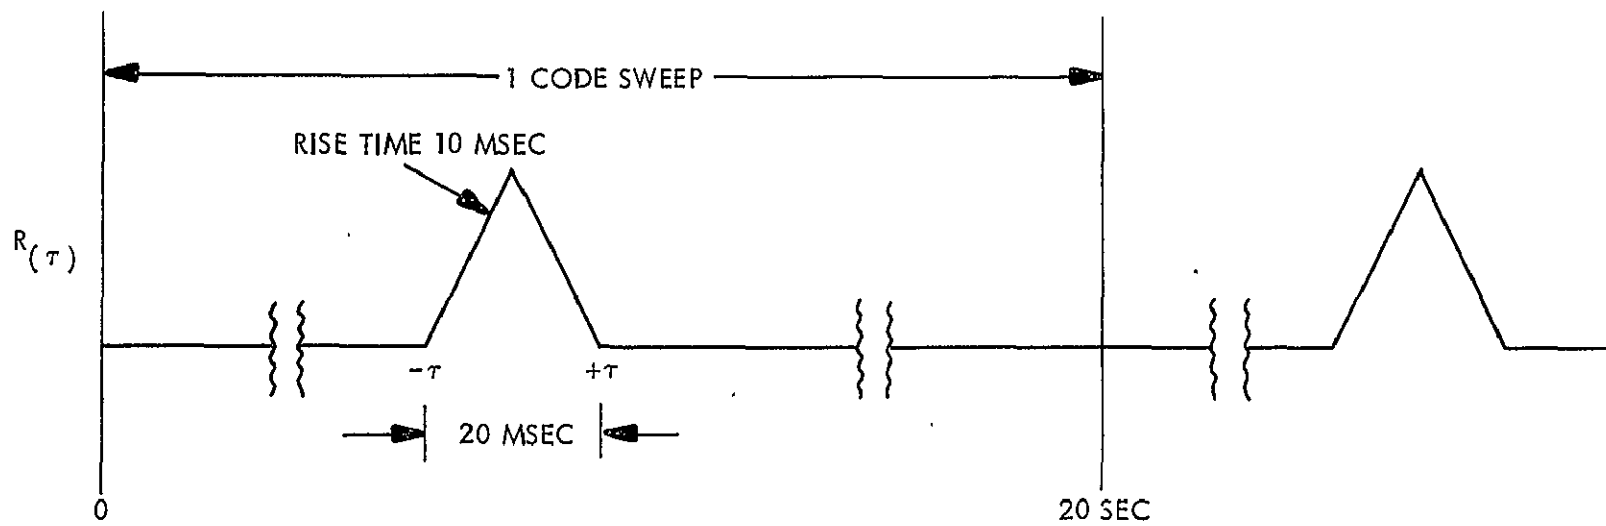 1 CODE SWEEP
RISE TIME 10 MSEC
R(τ)
-τ +τ
20 MSEC
0 20 SEC